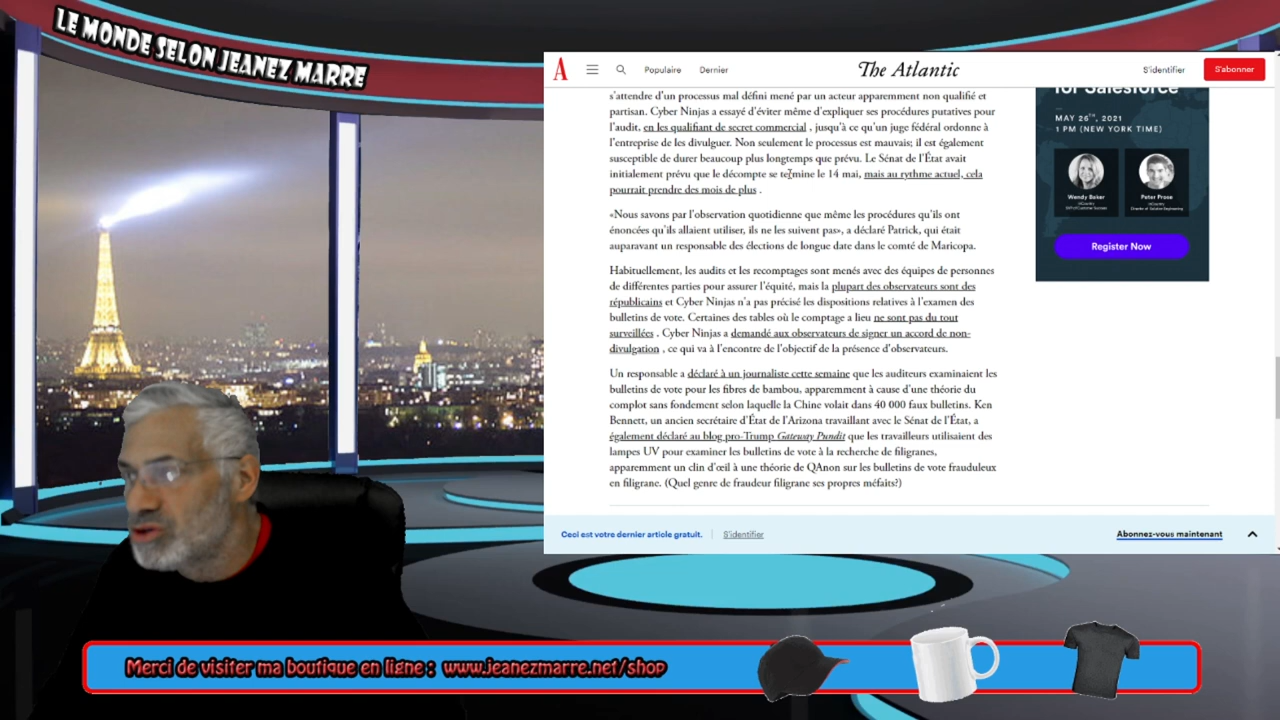 LE MONDE SELON JEANEZ MARRE
Populaire
Dernier
The Atlantic
S'identifier
S'abonner
s'attendre d'un processus mal défini mené par un acteur apparemment non qualifié et
partisan. Cyber Ninjas a essayé d'éviter même d'expliquer ses procédures putatives pour
l'audit, en les qualifiant de secret commercial , jusqu'à ce qu'un juge fédéral ordonne à
l'entreprise de les divulguer. Non seulement le processus est mauvais; il est également
susceptible de durer beaucoup plus longtemps que prévu. Le Sénat de l'État avait
initialement prévu que le décompte se termine le 14 mai, mais au rythme actuel, cela
pourrait prendre des mois de plus .
«Nous savons par l'observation quotidienne que même les procédures qu'ils ont
énoncées qu'ils allaient utiliser, ils ne les suivent pas», a déclaré Patrick, qui était
auparavant un responsable des élections de longue date dans le comté de Maricopa.
Habituellement, les audits et les recomptages sont menés avec des équipes de personnes
de différentes parties pour assurer l'équité, mais la plupart des observateurs sont des
républicains et Cyber Ninjas n'a pas précisé les dispositions relatives à l'examen des
bulletins de vote. Certaines des tables où le comptage a lieu ne sont pas du tout
surveillées . Cyber Ninjas a demandé aux observateurs de signer un accord de non-
divulgation , ce qui va à l'encontre de l'objectif de la présence d'observateurs.
Un responsable a déclaré à un journaliste cette semaine que les auditeurs examinaient les
bulletins de vote pour les fibres de bambou, apparemment à cause d'une théorie du
complot sans fondement selon laquelle la Chine volait dans 40 000 faux bulletins. Ken
Bennett, un ancien secrétaire d'État de l'Arizona travaillant avec le Sénat de l'État, a
également déclaré au blog pro-Trump Gateway Pundit que les travailleurs utilisaient des
lampes UV pour examiner les bulletins de vote à la recherche de filigranes,
apparemment un clin d'œil à une théorie de QAnon sur les bulletins de vote frauduleux
en filigrane. (Quel genre de fraudeur filigrane ses propres méfaits?)
for Salesforce
MAY 26TH, 2021
1 PM (NEW YORK TIME)
Wendy Baker
Peter Prose
Register Now
Ceci est votre dernier article gratuit.
S'identifier
Abonnez-vous maintenant
Merci de visiter ma boutique en ligne : www.jeanezmarre.net/shop